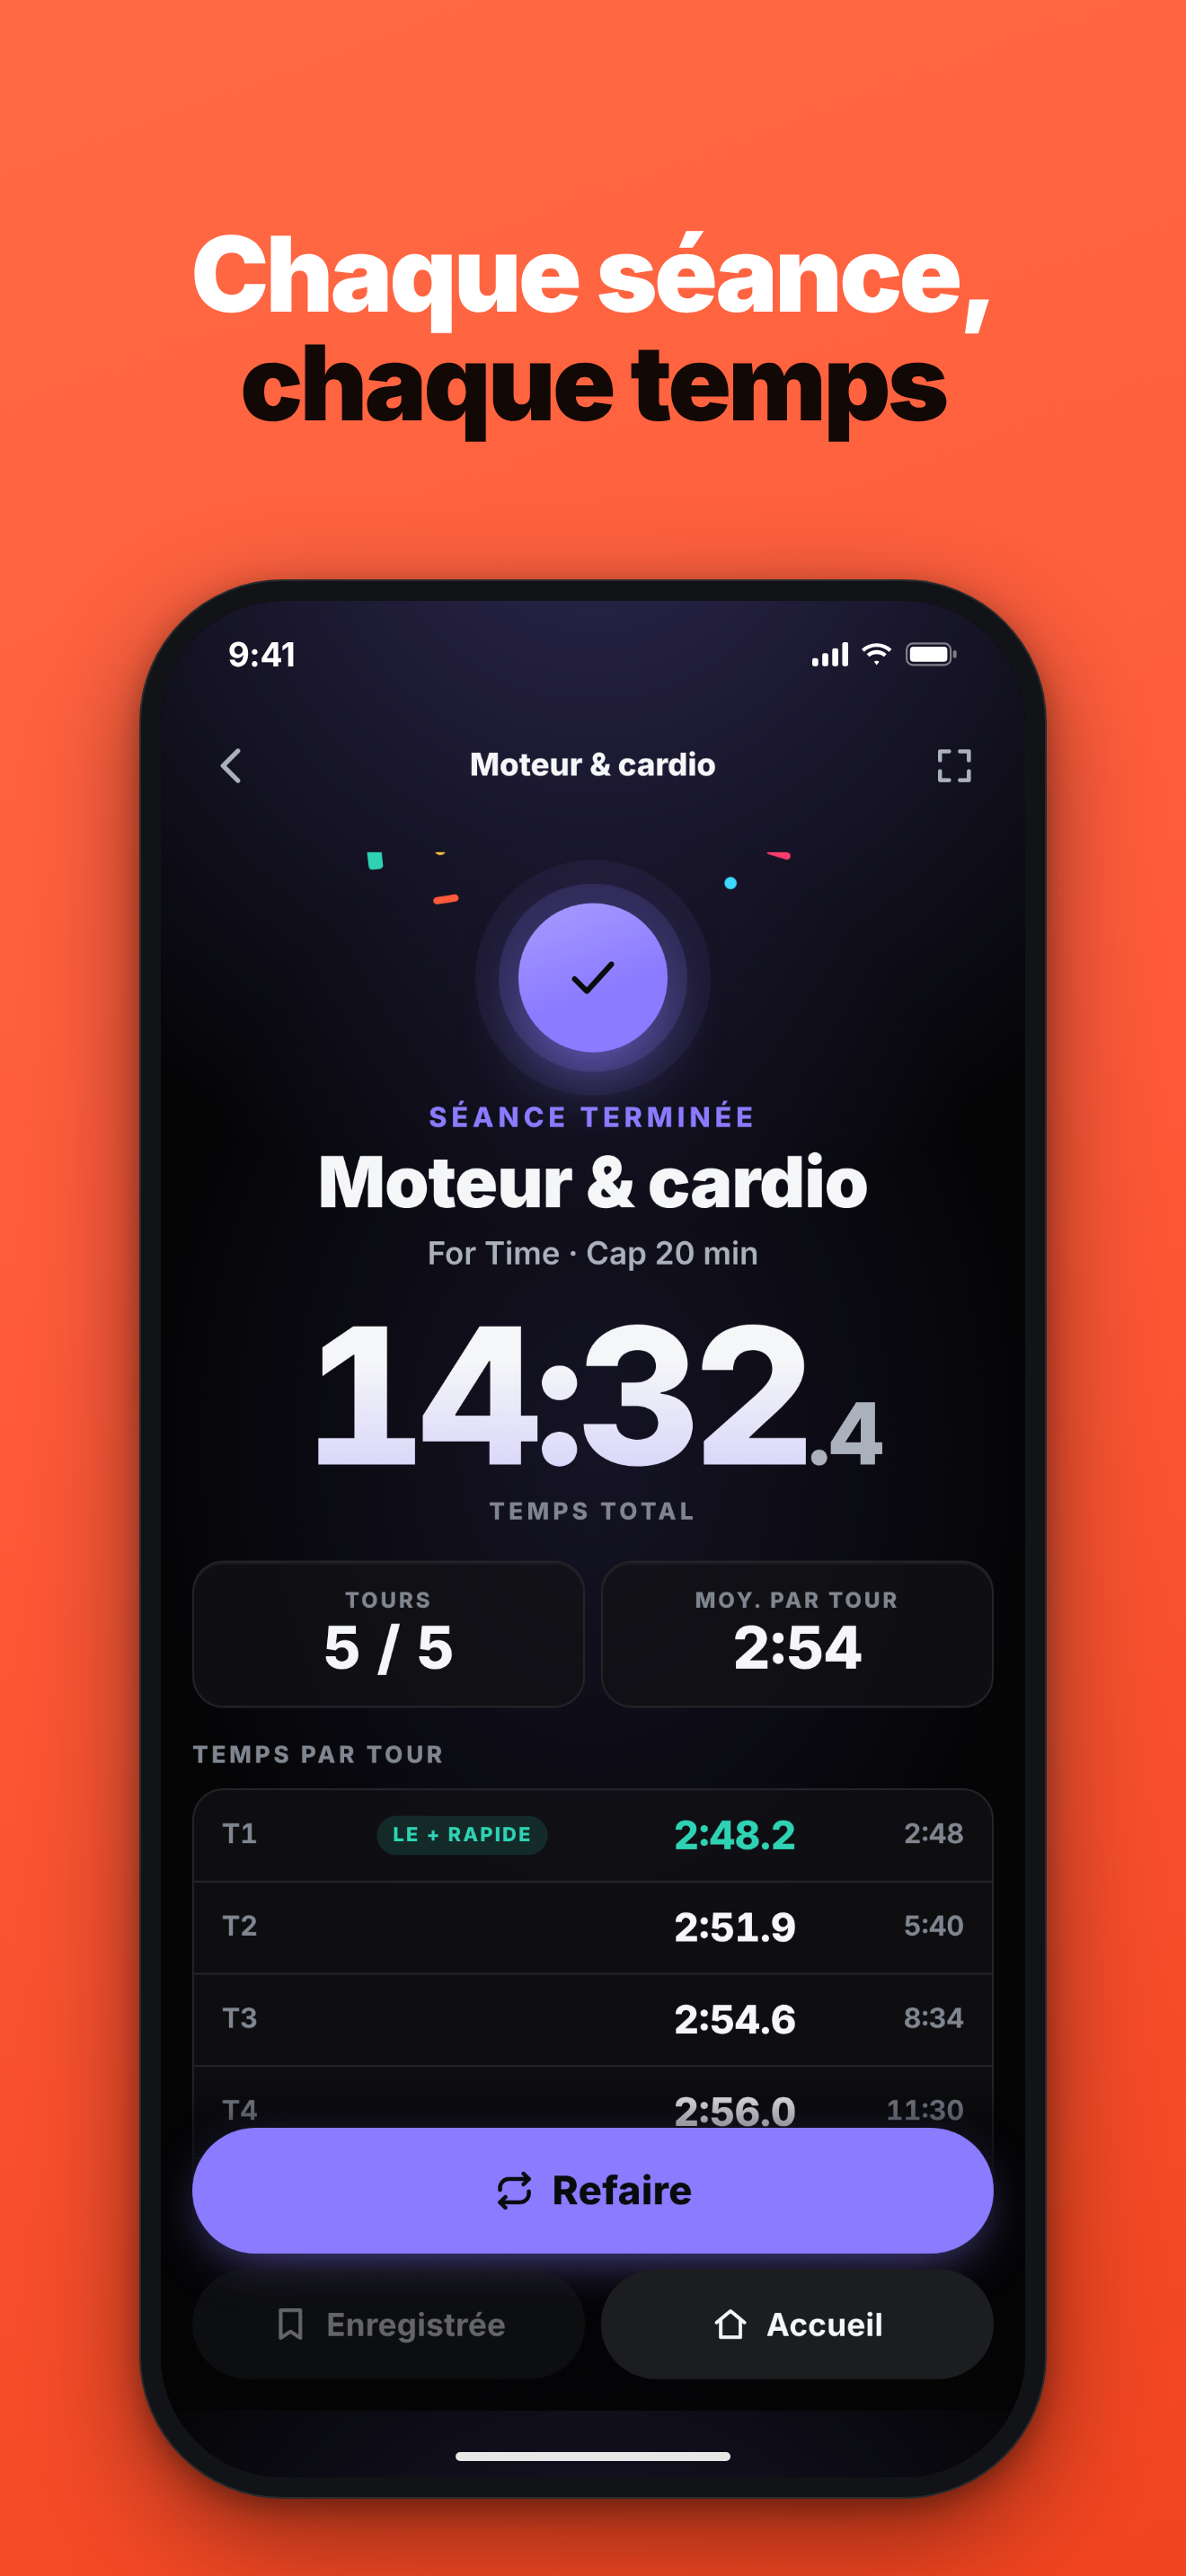 Chaque séance,
chaque temps
9:41
Moteur & cardio
SÉANCE TERMINÉE
Moteur & cardio
For Time · Cap 20 min
14:32.4
TEMPS TOTAL
TOURS
5 / 5
MOY. PAR TOUR
2:54
TEMPS PAR TOUR
T1 LE + RAPIDE 2:48.2 2:48
T2 2:51.9 5:40
T3 2:54.6 8:34
T4 2:56.0 11:30
Refaire
Enregistrée
Accueil